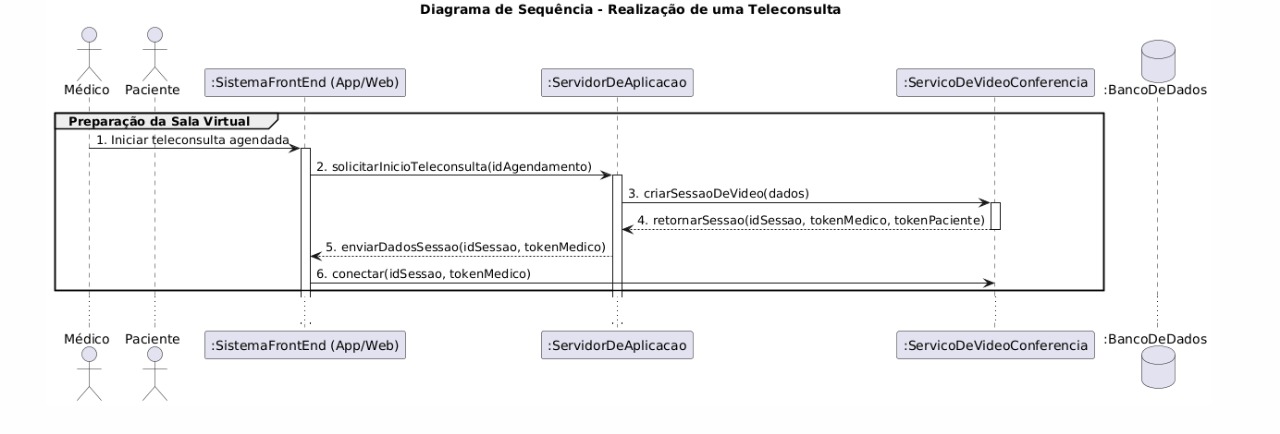 Diagrama de Sequência - Realização de uma Teleconsulta
Médico
Paciente
:SistemaFrontEnd (App/Web)
:ServidorDeAplicacao
:ServicoDeVideoConferencia
:BancoDeDados
Preparação da Sala Virtual
1. Iniciar teleconsulta agendada
2. solicitarInicioTeleconsulta(idAgendamento)
3. criarSessaoDeVideo(dados)
4. retornarSessao(idSessao, tokenMedico, tokenPaciente)
5. enviarDadosSessao(idSessao, tokenMedico)
6. conectar(idSessao, tokenMedico)
Médico
Paciente
:SistemaFrontEnd (App/Web)
:ServidorDeAplicacao
:ServicoDeVideoConferencia
:BancoDeDados